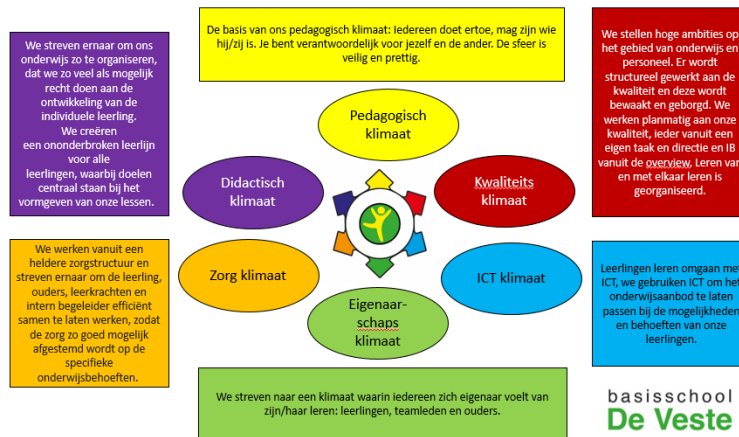 De basis van ons pedagogisch klimaat: Iedereen doet ertoe, mag zijn wie
hij/zij is. Je bent verantwoordelijk voor jezelf en de ander. De sfeer is
veilig en prettig.
We streven ernaar om ons
onderwijs zo te organiseren,
dat we zo veel als mogelijk
recht doen aan de
ontwikkeling van de
individuele leerling.
We creëren
een ononderbroken leerlijn
voor alle
leerlingen, waarbij doelen
centraal staan bij het
vormgeven van onze lessen.
We stellen hoge ambities op
het gebied van onderwijs en
personeel. Er wordt
structureel gewerkt aan de
kwaliteit en deze wordt
bewaakt en geborgd. We
werken planmatig aan onze
kwaliteit, ieder vanuit een
eigen taak en directie en IB
vanuit de overview. Leren van
en met elkaar leren is
georganiseerd.
Pedagogisch
klimaat
Didactisch
klimaat
Kwaliteits
klimaat
Zorg klimaat
ICT klimaat
Eigenaar-
schaps
klimaat
We werken vanuit een
heldere zorgstructuur en
streven ernaar om de leerling,
ouders, leerkrachten en
intern begeleider efficiënt
samen te laten werken, zodat
de zorg zo goed mogelijk
afgestemd wordt op de
specifieke
onderwijsbehoeften.
Leerlingen leren omgaan met
ICT, we gebruiken ICT om het
onderwijsaanbod te laten
passen bij de mogelijkheden
en behoeften van onze
leerlingen.
We streven naar een klimaat waarin iedereen zich eigenaar voelt van
zijn/haar leren: leerlingen, teamleden en ouders.
basisschool
De Veste